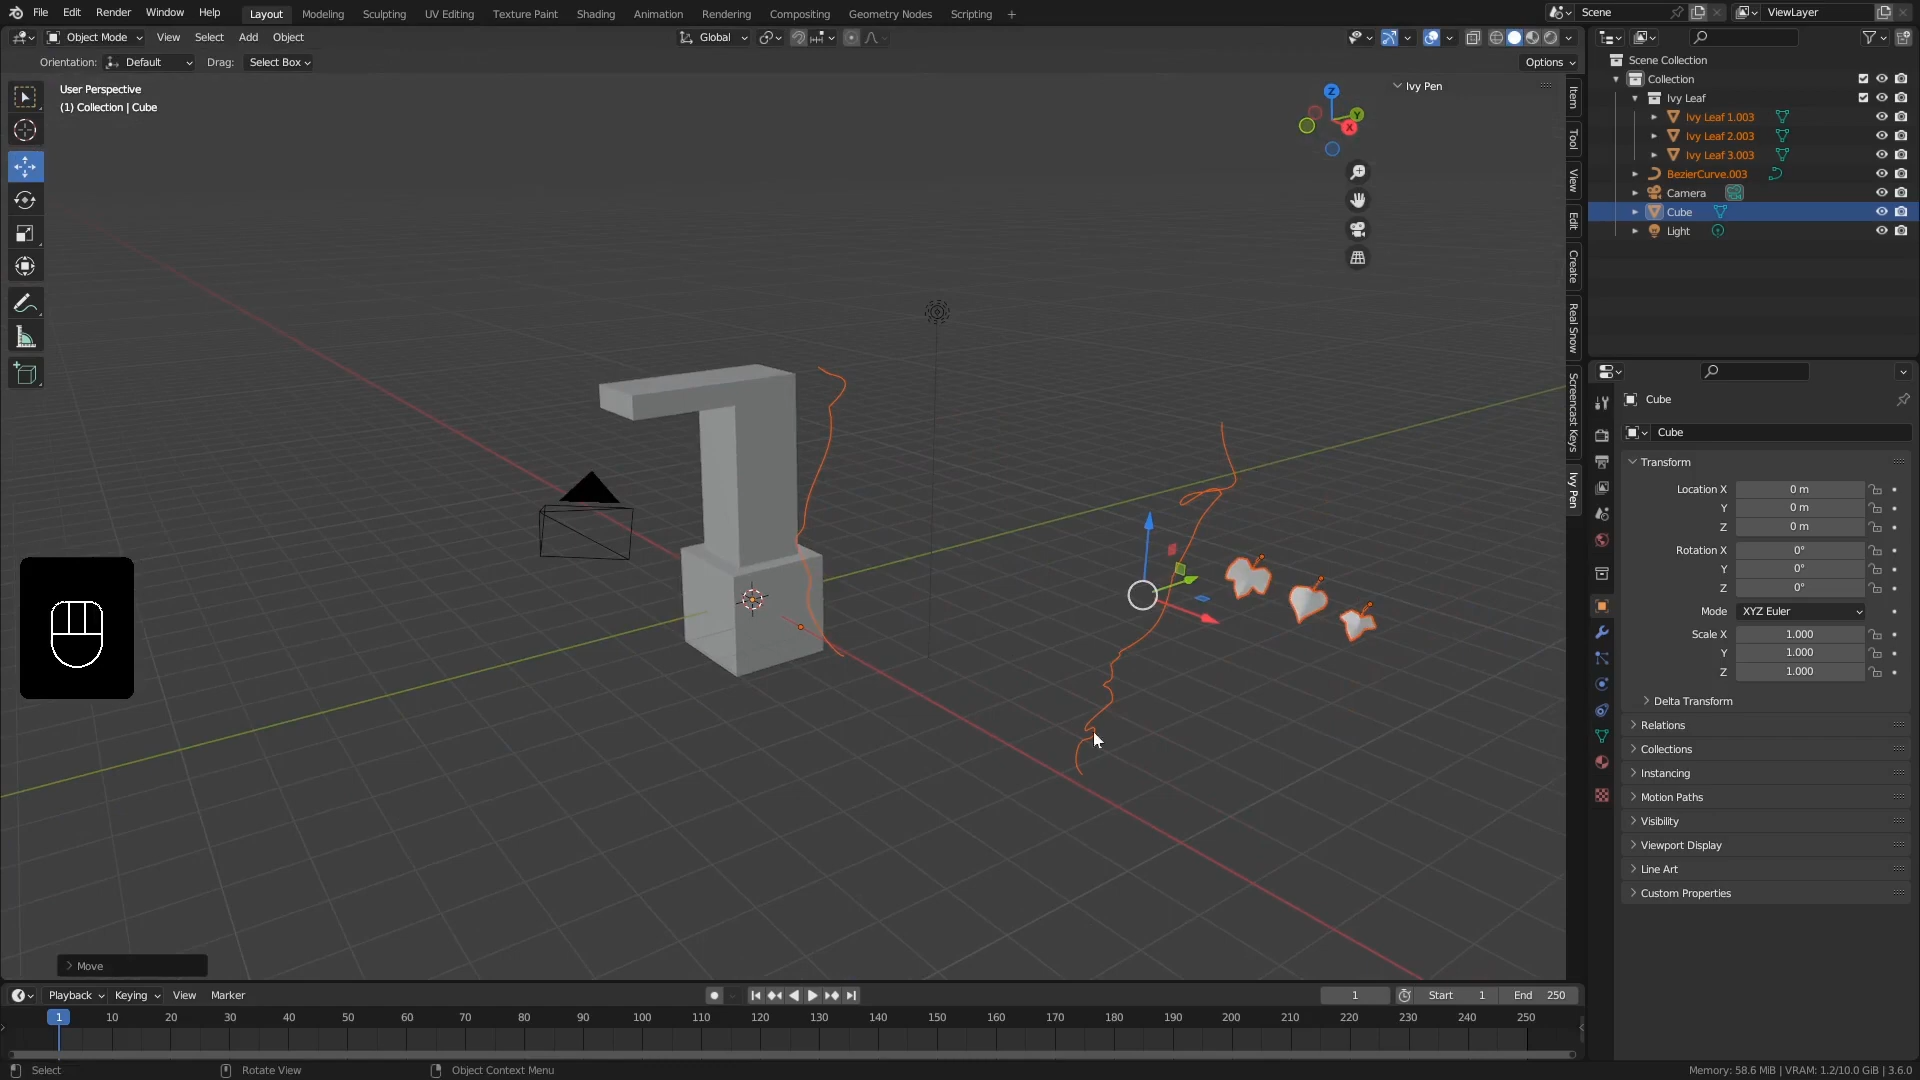 File Edit Render Window Help Layout Modeling Sculpting UV Editing Texture Paint Shading Animation Rendering Compositing Geometry Nodes Scripting + Scene ViewLayer
Object Mode View Select Add Object Global
Orientation: Default Drag: Select Box Options
User Perspective
(1) Collection | Cube
Ivy Pen
Z
Y
X
Item
Tool
View
Edit
Create
Real Snow
Screencast Keys
Ivy Pen
Scene Collection
Collection
Ivy Leaf
Ivy Leaf 1.003
Ivy Leaf 2.003
Ivy Leaf 3.003
BezierCurve.003
Camera
Cube
Light
Cube
Cube
Transform
Location X 0 m
Y 0 m
Z 0 m
Rotation X 0°
Y 0°
Z 0°
Mode XYZ Euler
Scale X 1.000
Y 1.000
Z 1.000
Delta Transform
Relations
Collections
Instancing
Motion Paths
Visibility
Viewport Display
Line Art
Custom Properties
Move
Playback Keying View Marker 1 Start 1 End 250
1 10 20 30 40 50 60 70 80 90 100 110 120 130 140 150 160 170 180 190 200 210 220 230 240 250
Select Rotate View Object Context Menu Memory: 58.6 MiB | VRAM: 1.2/10.0 GiB | 3.6.0